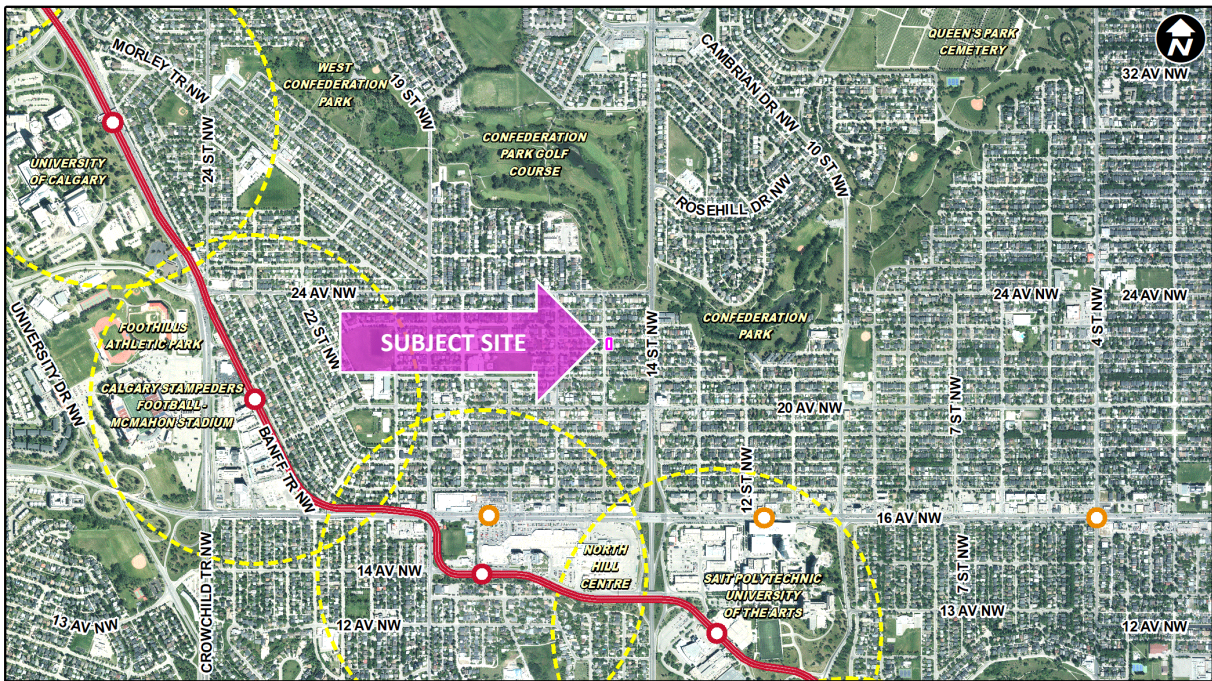 MORLEY TR NW
24 ST NW
WEST
CONFEDERATION
PARK
19 ST NW
CAMBRIAN DR NW
QUEEN'S PARK
CEMETERY
N
32 AV NW
UNIVERSITY
OF CALGARY
CONFEDERATION
PARK GOLF
COURSE
10 ST NW
ROSEHILL DR NW
24 AV NW
24 AV NW
24 AV NW
UNIVERSITY DR NW
FOOTHILLS
ATHLETIC PARK
22 ST NW
SUBJECT SITE
14 ST NW
CONFEDERATION
PARK
4 ST NW
CALGARY STAMPEDERS
FOOTBALL -
MCMAHON STADIUM
7 ST NW
20 AV NW
BANFF TR NW
12 ST NW
16 AV NW
CROWCHILD TR NW
14 AV NW
NORTH
HILL
CENTRE
SAIT POLYTECHNIC
UNIVERSITY
OF THE ARTS
7 ST NW
13 AV NW
12 AV NW
13 AV NW
12 AV NW